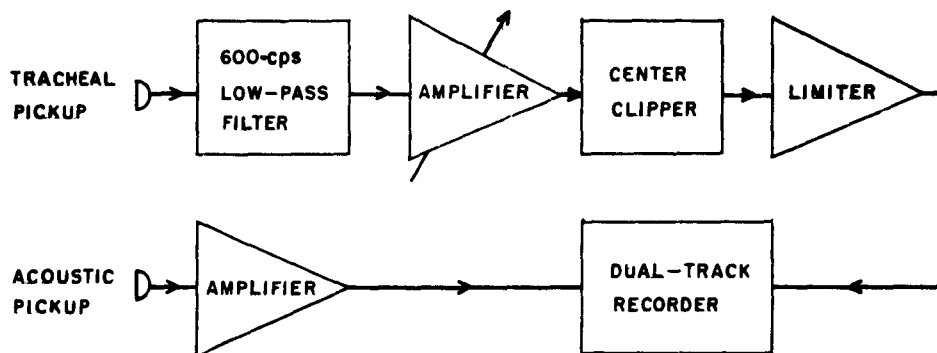 TRACHEAL
PICKUP
600-cps
LOW-PASS
FILTER
AMPLIFIER
CENTER
CLIPPER
LIMITER
ACOUSTIC
PICKUP
AMPLIFIER
DUAL-TRACK
RECORDER